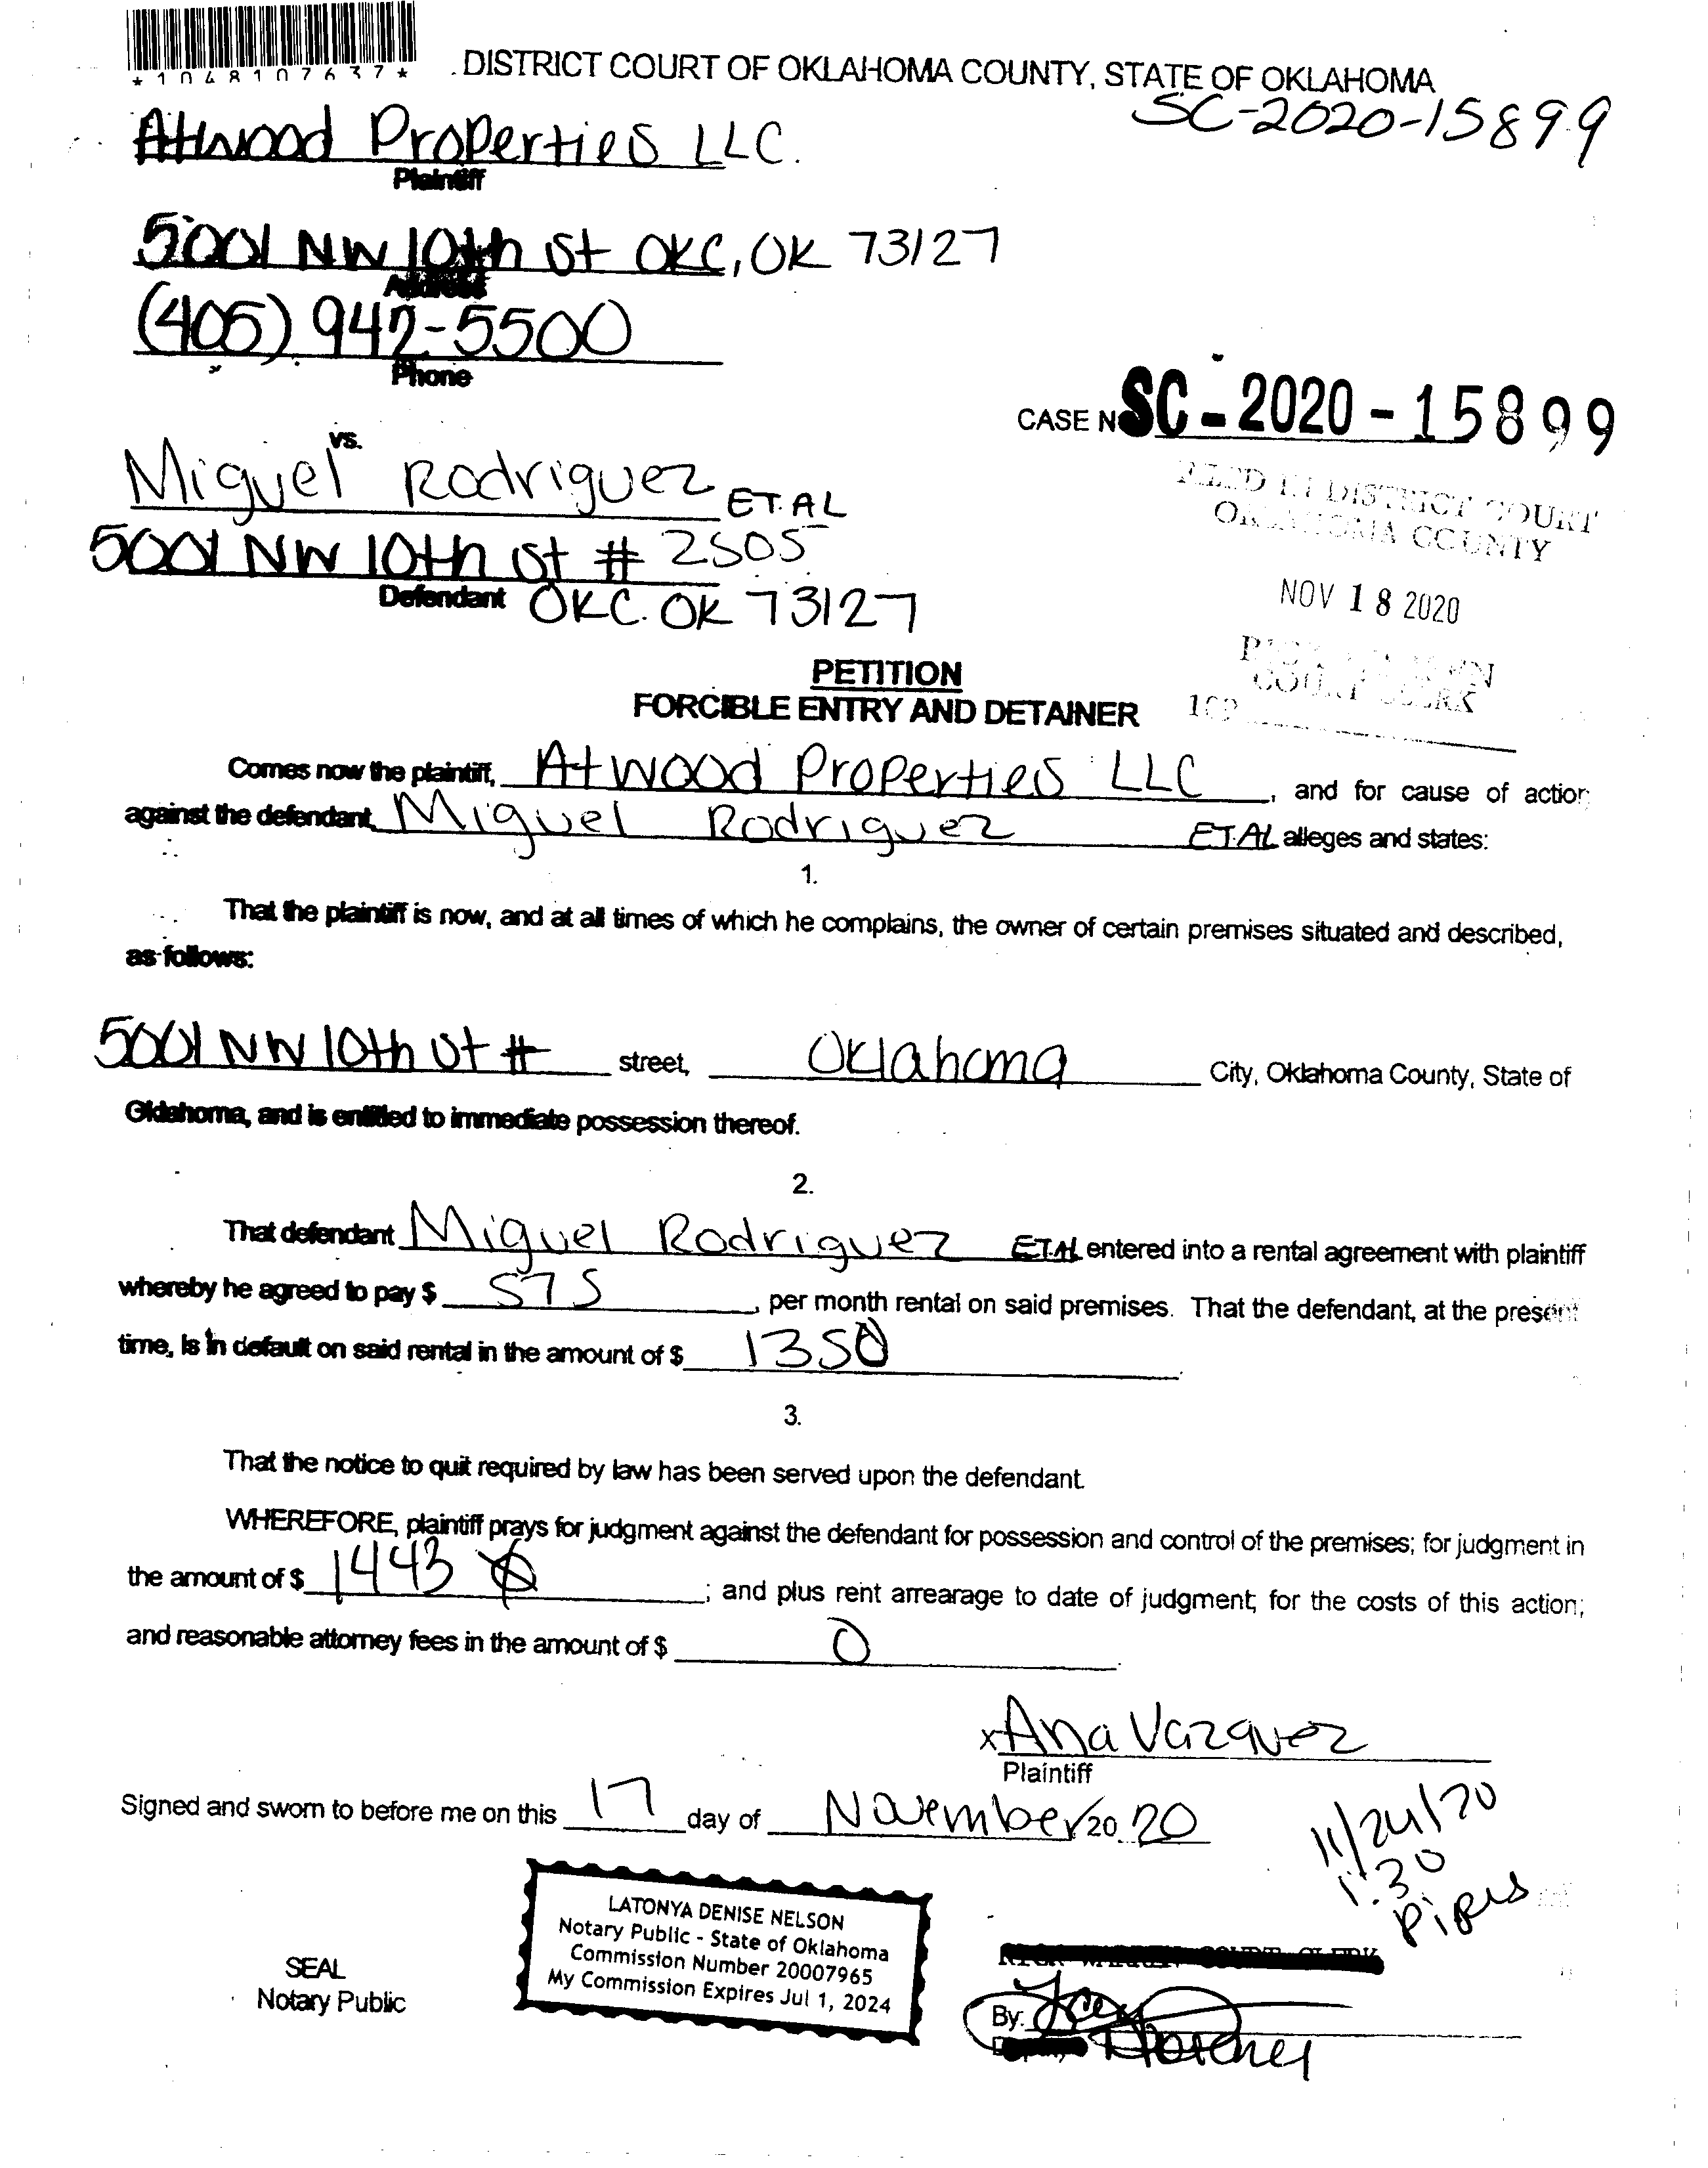 *1048107637*
DISTRICT COURT OF OKLAHOMA COUNTY, STATE OF OKLAHOMA
SC-2020-15899
Atwood Properties LLC.
Plaintiff
5001 NW 10th St OKC, OK 73127
Address
(405) 942-5500
Phone
CASE N SC-2020-15899
vs.
Miguel Rodriguez ET.AL
5001 NW 10th St # 2505
Defendant OKC. OK 73127
FILED IN DISTRICT COURT
OKLAHOMA COUNTY
NOV 18 2020
COURT CLERK
PETITION
FORCIBLE ENTRY AND DETAINER
Comes now the plaintiff, Atwood Properties LLC, and for cause of action
against the defendant, Miguel Rodriguez ET.AL alleges and states:
1.
That the plaintiff is now, and at all times of which he complains, the owner of certain premises situated and described,
as follows:
5001 NW 10th St # street, Oklahoma City, Oklahoma County, State of
Oklahoma, and is entitled to immediate possession thereof.
2.
That defendant Miguel Rodriguez ET.AL entered into a rental agreement with plaintiff
whereby he agreed to pay $ 575, per month rental on said premises. That the defendant, at the present
time, is in default on said rental in the amount of $ 1350
3.
That the notice to quit required by law has been served upon the defendant.
WHEREFORE, plaintiff prays for judgment against the defendant for possession and control of the premises; for judgment in
the amount of $ 1443; and plus rent arrearage to date of judgment; for the costs of this action;
and reasonable attorney fees in the amount of $ 0
x Ana Vazquez
Plaintiff
Signed and sworn to before me on this 17 day of November 20 20
11/24/20
1:30
LATONYA DENISE NELSON
Notary Public - State of Oklahoma
Commission Number 20007965
My Commission Expires Jul 1, 2024
SEAL
Notary Public
By: